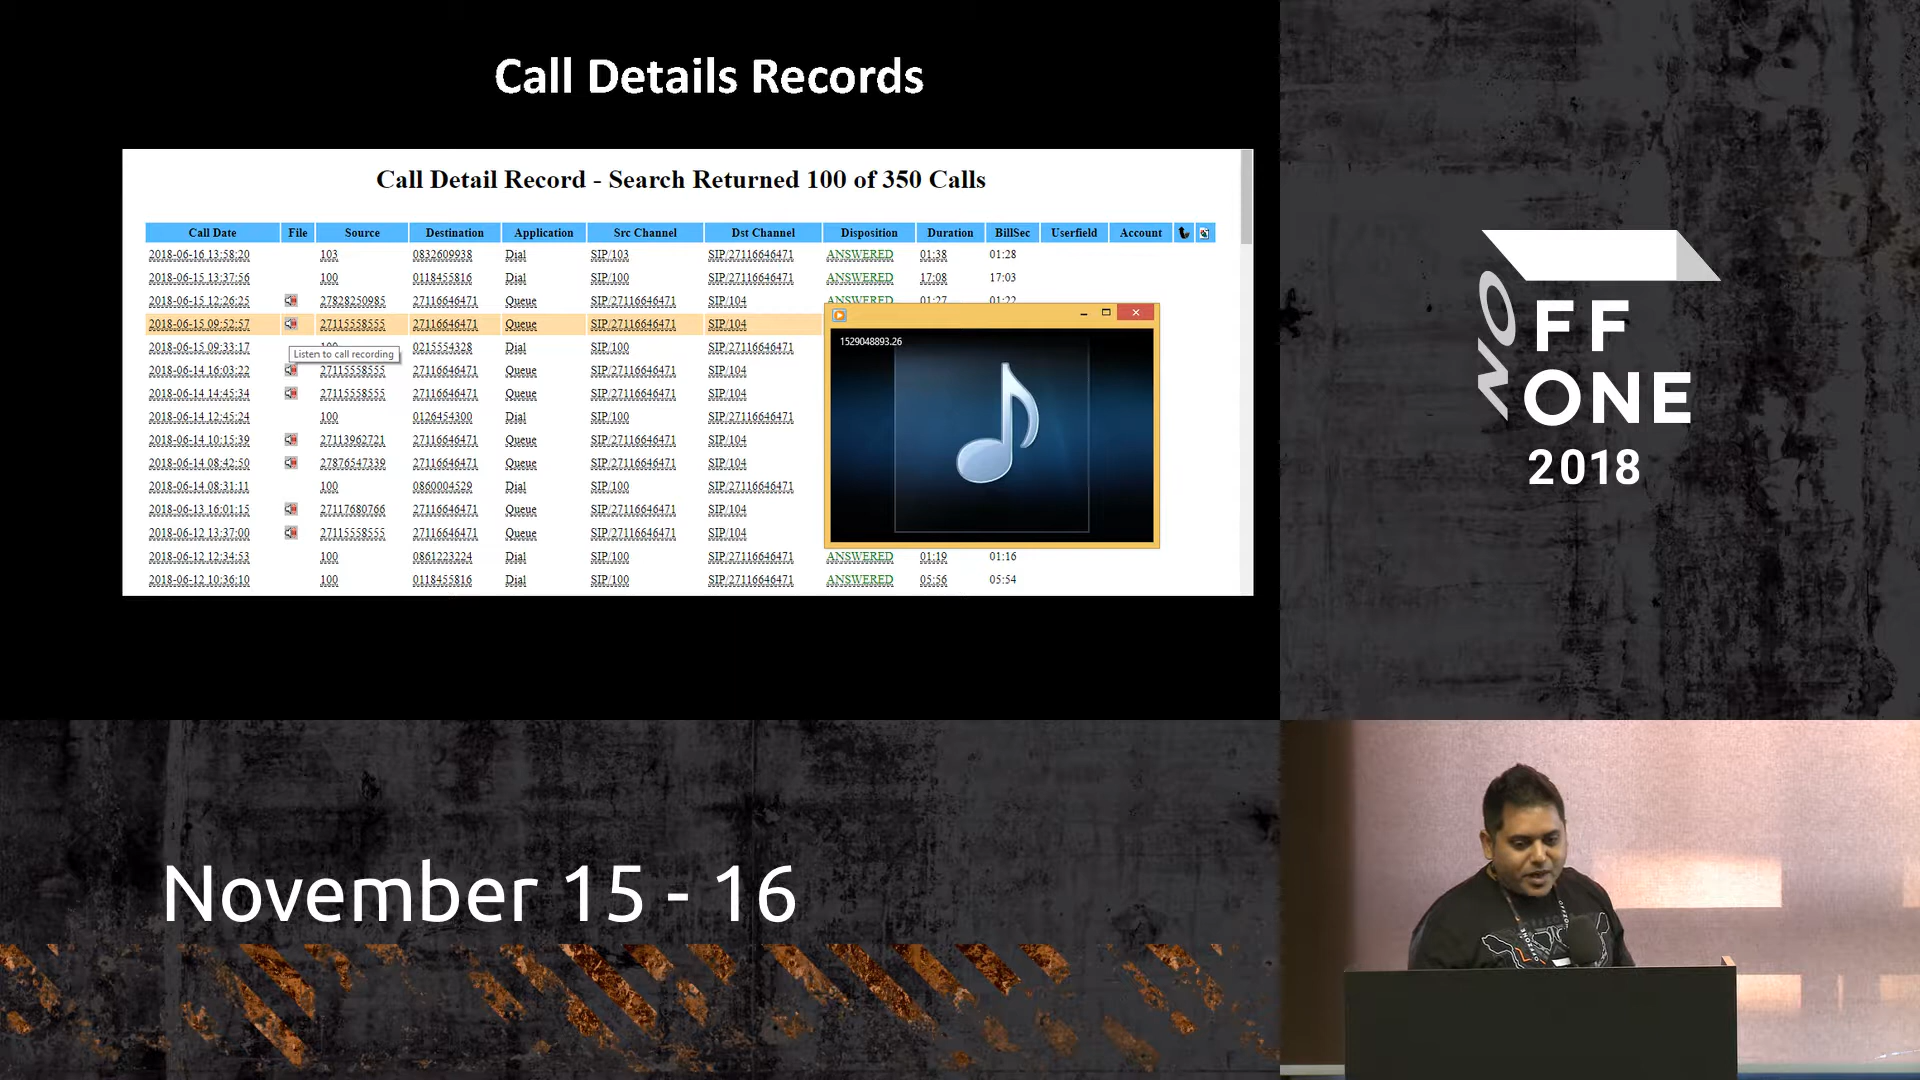 Call Details Records
Call Detail Record - Search Returned 100 of 350 Calls
Call Date File Source Destination Application Src Channel Dst Channel Disposition Duration BillSec Userfield Account
2018-06-16 13:58:20 103 0832609938 Dial SIP/103 SIP/27116646471 ANSWERED 01:38 01:28
2018-06-15 13:37:56 100 0118455816 Dial SIP/100 SIP/27116646471 ANSWERED 17:08 17:03
2018-06-15 12:26:25 27828250985 27116646471 Queue SIP/27116646471 SIP/104 ANSWERED 01:27 01:22
2018-06-15 09:52:57 27115558555 27116646471 Queue SIP/27116646471 SIP/104
2018-06-15 09:33:17 100 0215554328 Dial SIP/100 SIP/27116646471
Listen to call recording
2018-06-14 16:03:22 27115558555 27116646471 Queue SIP/27116646471 SIP/104
2018-06-14 14:45:34 27115558555 27116646471 Queue SIP/27116646471 SIP/104
2018-06-14 12:45:24 100 0126454300 Dial SIP/100 SIP/27116646471
2018-06-14 10:15:39 27113962721 27116646471 Queue SIP/27116646471 SIP/104
2018-06-14 08:42:50 27876547339 27116646471 Queue SIP/27116646471 SIP/104
2018-06-14 08:31:11 100 0860004529 Dial SIP/100 SIP/27116646471
2018-06-13 16:01:15 27117680766 27116646471 Queue SIP/27116646471 SIP/104
2018-06-12 13:37:00 27115558555 27116646471 Queue SIP/27116646471 SIP/104
2018-06-12 12:34:53 100 0861223224 Dial SIP/100 SIP/27116646471 ANSWERED 01:19 01:16
2018-06-12 10:36:10 100 0118455816 Dial SIP/100 SIP/27116646471 ANSWERED 05:56 05:54
1529048893.26
NO
FF
ONE
2018
November 15 - 16